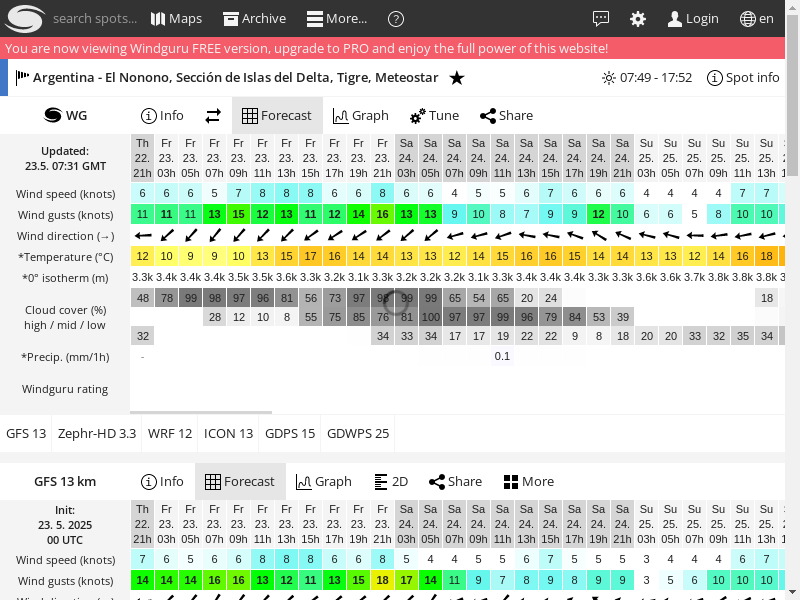 search spots...
Maps
Archive
More...
Login
en
You are now viewing Windguru FREE version, upgrade to PRO and enjoy the full power of this website!
Argentina - El Nonono, Sección de Islas del Delta, Tigre, Meteostar
07:49 - 17:52
Spot info
WG
Info
Forecast
Graph
Tune
Share
Updated:
23.5. 07:31 GMT
Th Fr Fr Fr Fr Fr Fr Fr Fr Fr Fr Sa Sa Sa Sa Sa Sa Sa Sa Sa Sa Su Su Su Su Su Su
22. 23. 23. 23. 23. 23. 23. 23. 23. 23. 23. 24. 24. 24. 24. 24. 24. 24. 24. 24. 24. 25. 25. 25. 25. 25. 25.
21h 03h 05h 07h 09h 11h 13h 15h 17h 19h 21h 03h 05h 07h 09h 11h 13h 15h 17h 19h 21h 03h 05h 07h 09h 11h 13h
Wind speed (knots) 6 6 6 5 7 8 8 8 6 6 8 6 6 4 5 5 6 7 6 6 6 4 4 4 4 7 7
Wind gusts (knots) 11 11 11 13 15 12 13 11 12 14 16 13 13 9 10 8 7 9 9 12 10 6 6 5 8 10 10
Wind direction (→)
*Temperature (°C) 12 10 9 9 10 13 15 17 16 14 14 13 13 12 14 15 16 16 15 14 14 13 13 12 14 16 18
*0° isotherm (m) 3.3k 3.4k 3.4k 3.4k 3.5k 3.5k 3.6k 3.3k 3.2k 3.1k 3.3k 3.2k 3.2k 3.2k 3.1k 3.3k 3.3k 3.4k 3.4k 3.3k 3.3k 3.6k 3.6k 3.7k 3.8k 3.8k 3.8k
Cloud cover (%)
high / mid / low
48 78 99 98 97 96 81 56 73 97 98 99 99 65 54 65 20 24 18
28 12 10 8 55 75 85 76 81 100 97 97 99 96 79 84 53 39
32 34 33 34 17 17 19 22 22 9 8 18 20 20 33 32 35 34
*Precip. (mm/1h) - 0.1
Windguru rating
GFS 13
Zephr-HD 3.3
WRF 12
ICON 13
GDPS 15
GDWPS 25
GFS 13 km
Info
Forecast
Graph
2D
Share
More
Init:
23. 5. 2025
00 UTC
Th Fr Fr Fr Fr Fr Fr Fr Fr Fr Fr Sa Sa Sa Sa Sa Sa Sa Sa Sa Sa Su Su Su Su Su Su
22. 23. 23. 23. 23. 23. 23. 23. 23. 23. 23. 24. 24. 24. 24. 24. 24. 24. 24. 24. 24. 25. 25. 25. 25. 25. 25.
21h 03h 05h 07h 09h 11h 13h 15h 17h 19h 21h 03h 05h 07h 09h 11h 13h 15h 17h 19h 21h 03h 05h 07h 09h 11h 13h
Wind speed (knots) 7 6 5 6 6 8 8 8 6 6 8 5 4 4 5 5 6 7 5 5 5 3 4 4 4 6 7
Wind gusts (knots) 14 14 14 16 16 13 12 11 13 15 18 17 14 11 9 7 8 9 8 9 9 3 5 6 10 10 10